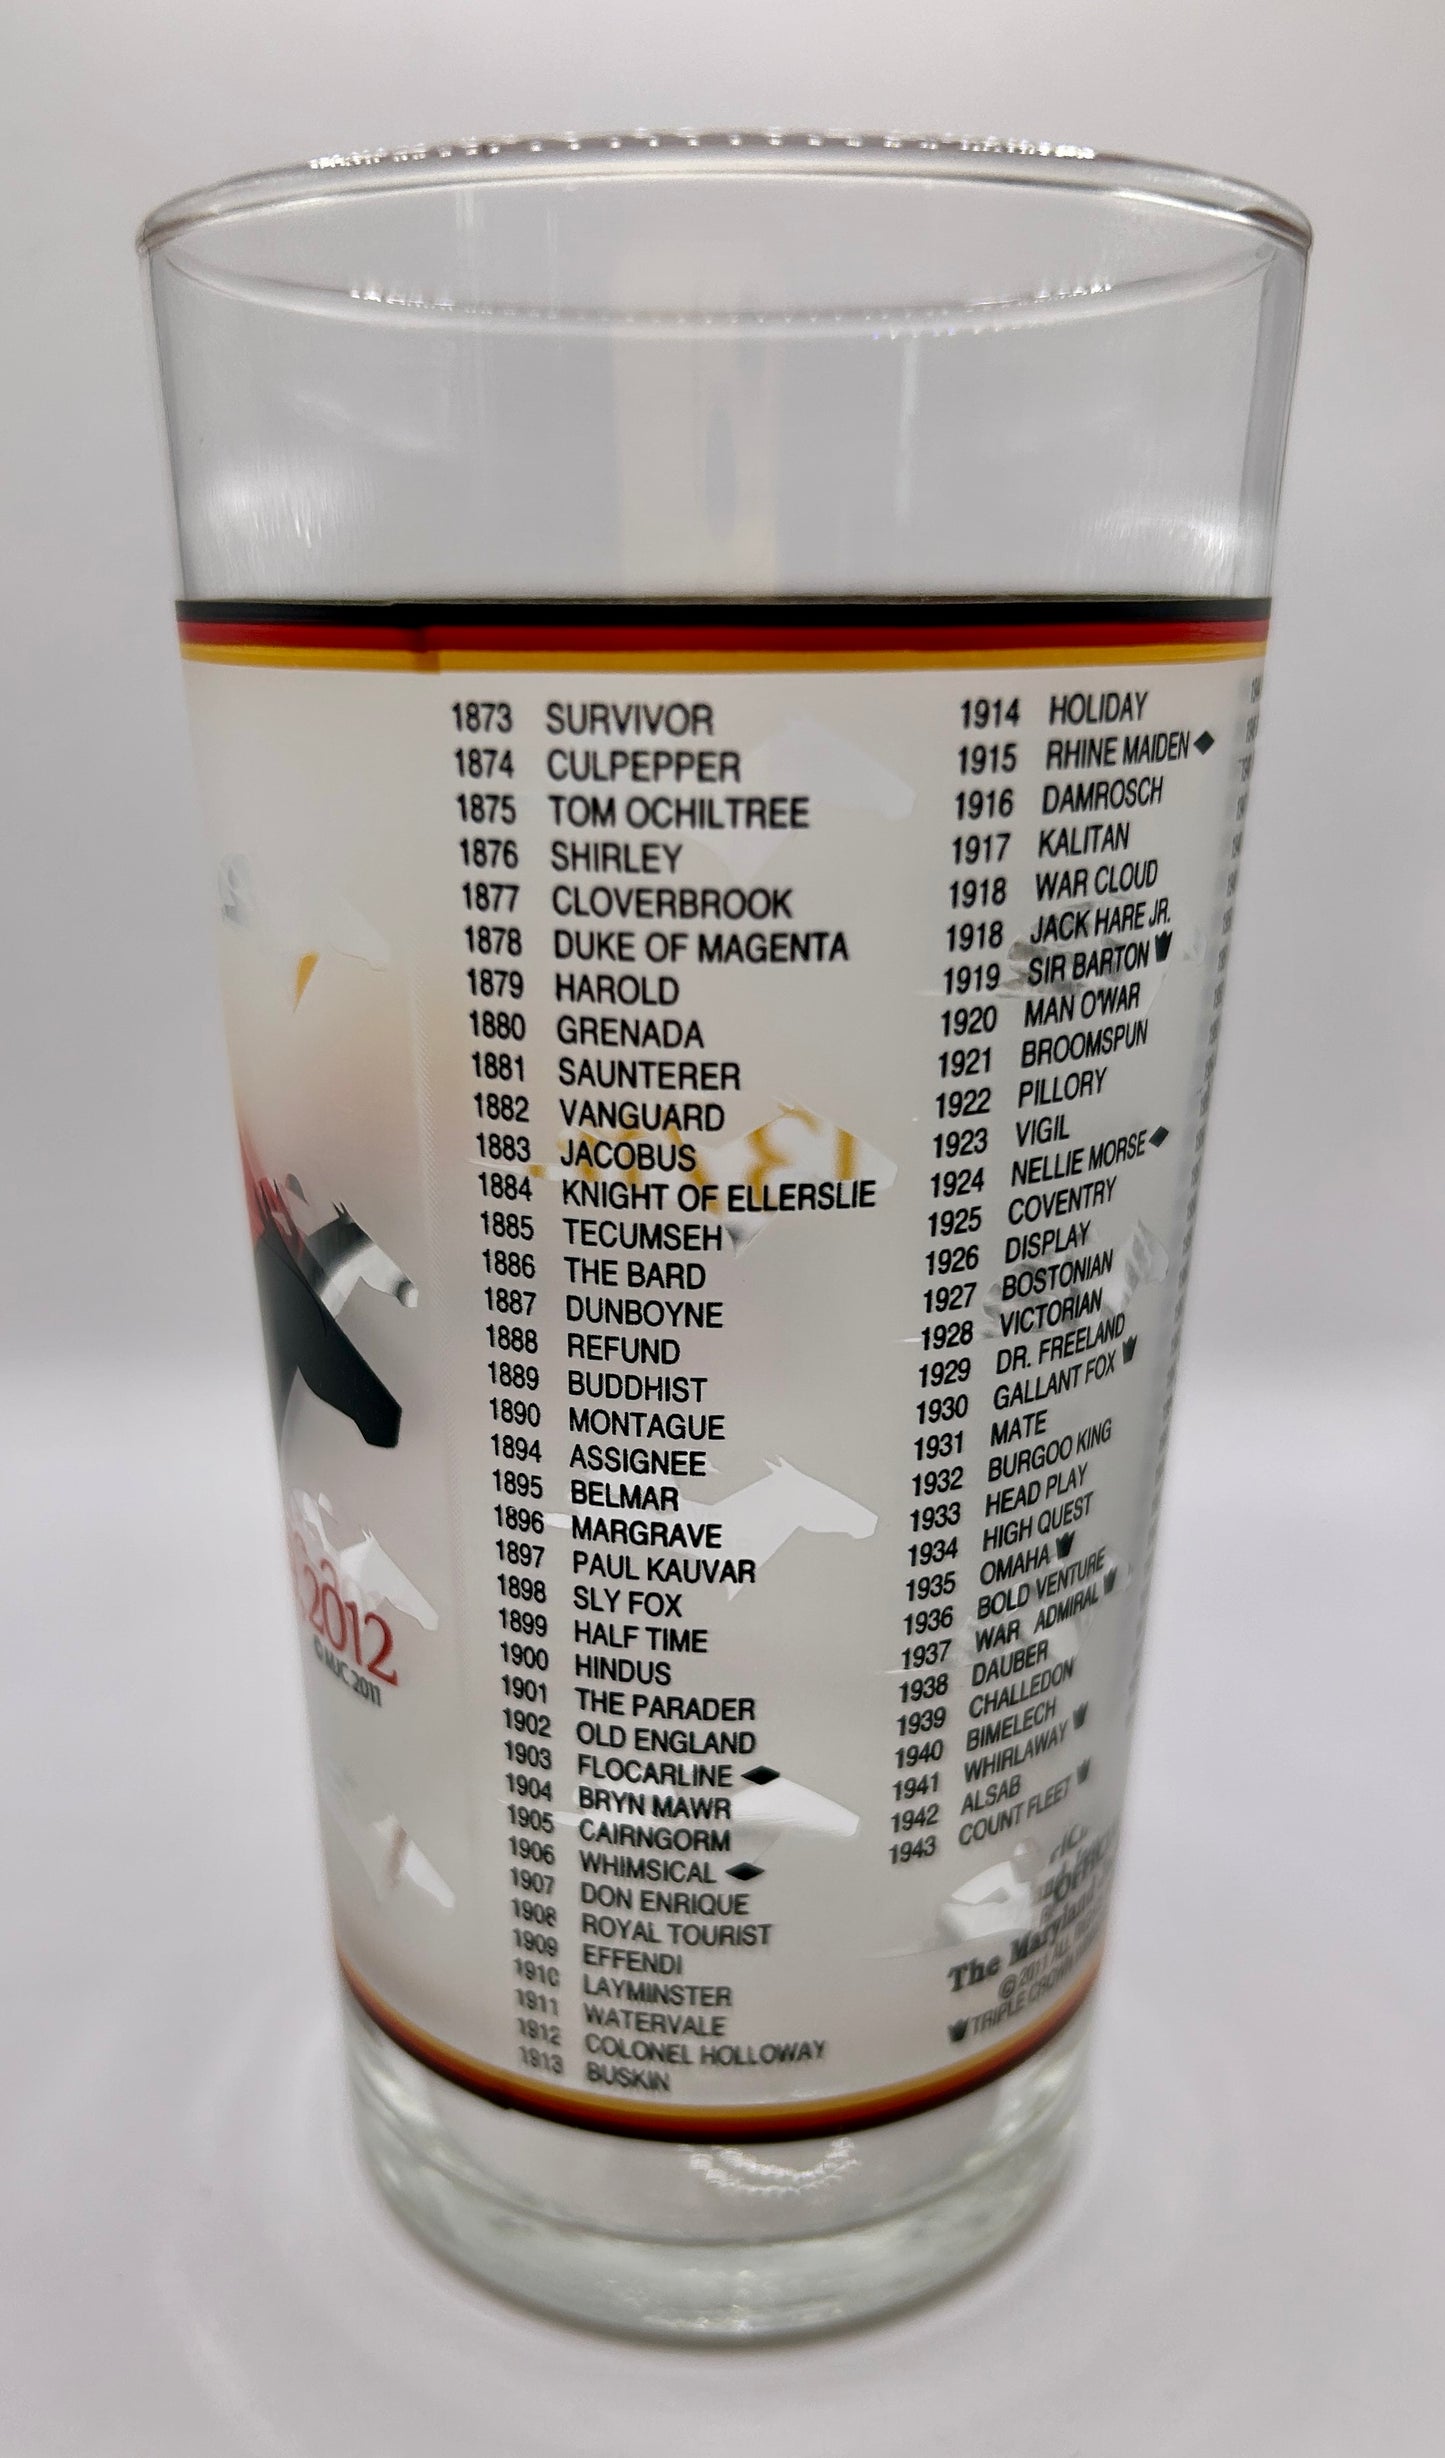 1873 SURVIVOR
1874 CULPEPPER
1875 TOM OCHILTREE
1876 SHIRLEY
1877 CLOVERBROOK
1878 DUKE OF MAGENTA
1879 HAROLD
1880 GRENADA
1881 SAUNTERER
1882 VANGUARD
1883 JACOBUS
1884 KNIGHT OF ELLERSLIE
1885 TECUMSEH
1886 THE BARD
1887 DUNBOYNE
1888 REFUND
1889 BUDDHIST
1890 MONTAGUE
1894 ASSIGNEE
1895 BELMAR
1896 MARGRAVE
1897 PAUL KAUVAR
1898 SLY FOX
1899 HALF TIME
1900 HINDUS
1901 THE PARADER
1902 OLD ENGLAND
1903 FLOCARLINE ◆
1904 BRYN MAWR
1905 CAIRNGORM
1906 WHIMSICAL ◆
1907 DON ENRIQUE
1908 ROYAL TOURIST
1909 EFFENDI
1910 LAYMINSTER
1911 WATERVALE
1912 COLONEL HOLLOWAY
1913 BUSKIN
1914 HOLIDAY
1915 RHINE MAIDEN ◆
1916 DAMROSCH
1917 KALITAN
1918 WAR CLOUD
1918 JACK HARE JR.
1919 SIR BARTON
1920 MAN O'WAR
1921 BROOMSPUN
1922 PILLORY
1923 VIGIL
1924 NELLIE MORSE ◆
1925 COVENTRY
1926 DISPLAY
1927 BOSTONIAN
1928 VICTORIAN
1929 DR. FREELAND
1930 GALLANT FOX
1931 MATE
1932 BURGOO KING
1933 HEAD PLAY
1934 HIGH QUEST
1935 OMAHA
1936 BOLD VENTURE
1937 WAR ADMIRAL
1938 DAUBER
1939 CHALLEDON
1940 BIMELECH
1941 WHIRLAWAY
1942 ALSAB
1943 COUNT FLEET
The Maryland
© 2011 ALL
TRIPLE CROWN
2012
© MJC 2011